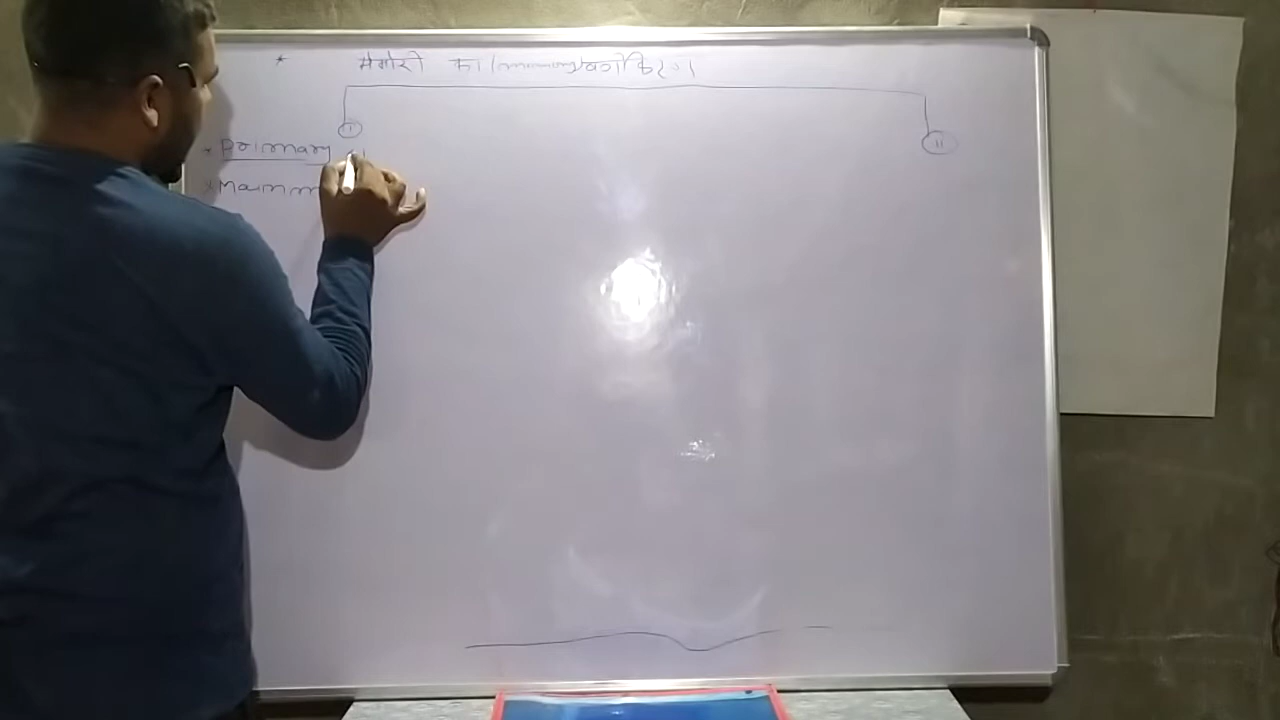 * मेमोरी का वर्गीकरण
(i)
(ii)
* Primary
* Main m